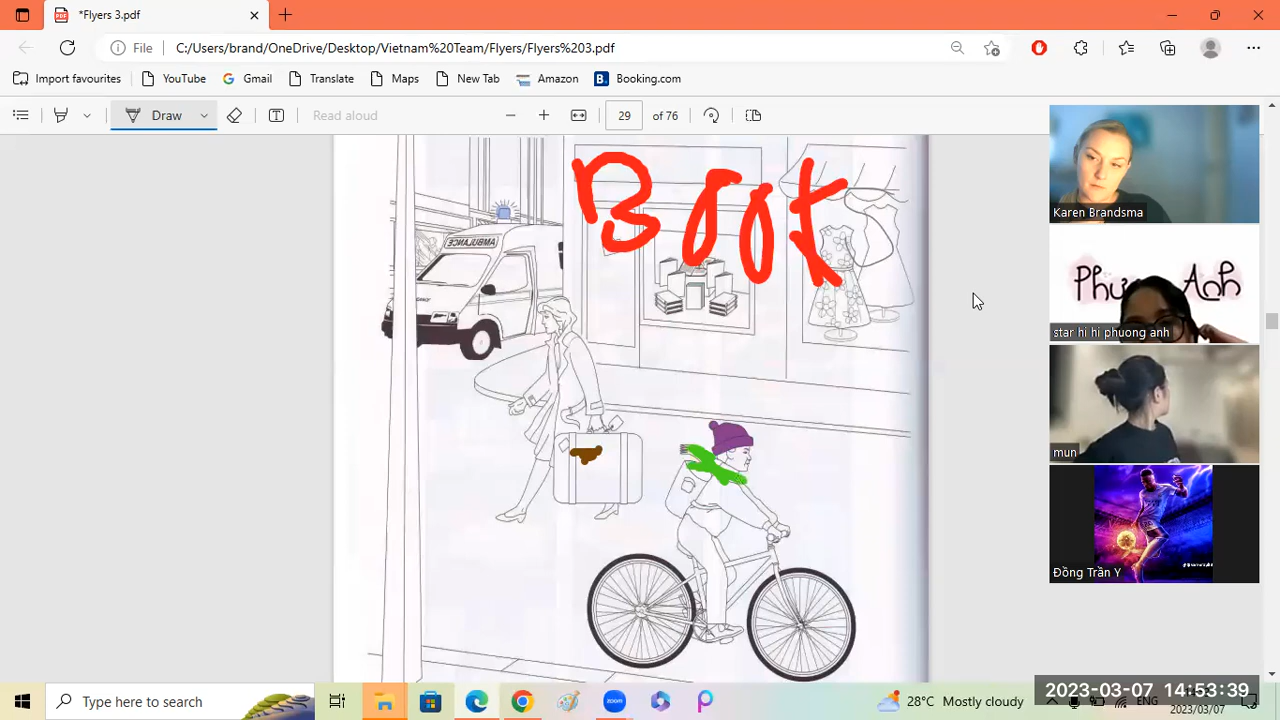 *Flyers 3.pdf
File C:/Users/brand/OneDrive/Desktop/Vietnam%20Team/Flyers/Flyers%203.pdf
Import favourites YouTube Gmail Translate Maps New Tab Amazon Booking.com
Draw Read aloud 29 of 76
Book
AMBULANCE
Karen Brandsma
Phương Anh
star hi hi phuong anh
mun
Đồng Trần Y
Type here to search
28°C Mostly cloudy
ENG
2023-03-07 14:53:39
2023/03/07